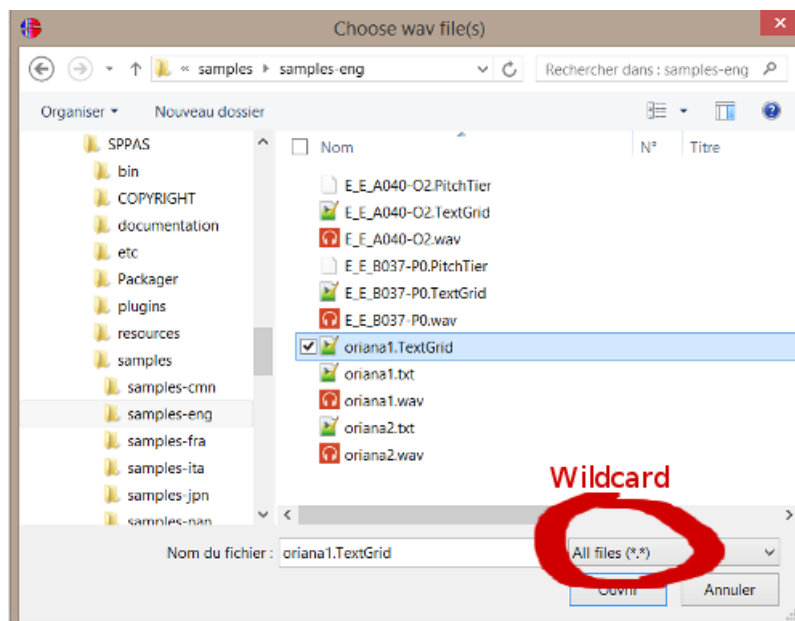 Choose wav file(s)
« samples samples-eng
Rechercher dans : samples-eng
Organiser
Nouveau dossier
SPPAS
bin
COPYRIGHT
documentation
etc
Packager
plugins
resources
samples
samples-cmn
samples-eng
samples-fra
samples-ita
samples-jpn
samples-nan
Nom
N°
Titre
E_E_A040-O2.PitchTier
E_E_A040-O2.TextGrid
E_E_A040-O2.wav
E_E_B037-P0.PitchTier
E_E_B037-P0.TextGrid
E_E_B037-P0.wav
oriana1.TextGrid
oriana1.txt
oriana1.wav
oriana2.txt
oriana2.wav
Wildcard
Nom du fichier : oriana1.TextGrid
All files (*.*)
Ouvrir
Annuler